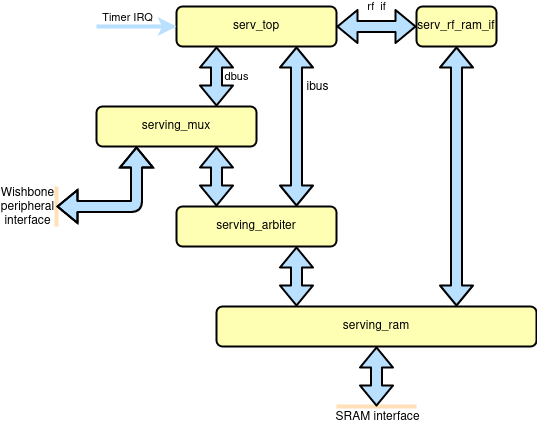 Timer IRQ
serv_top
rf_if
serv_rf_ram_if
dbus
ibus
serving_mux
Wishbone
peripheral
interface
serving_arbiter
serving_ram
SRAM interface